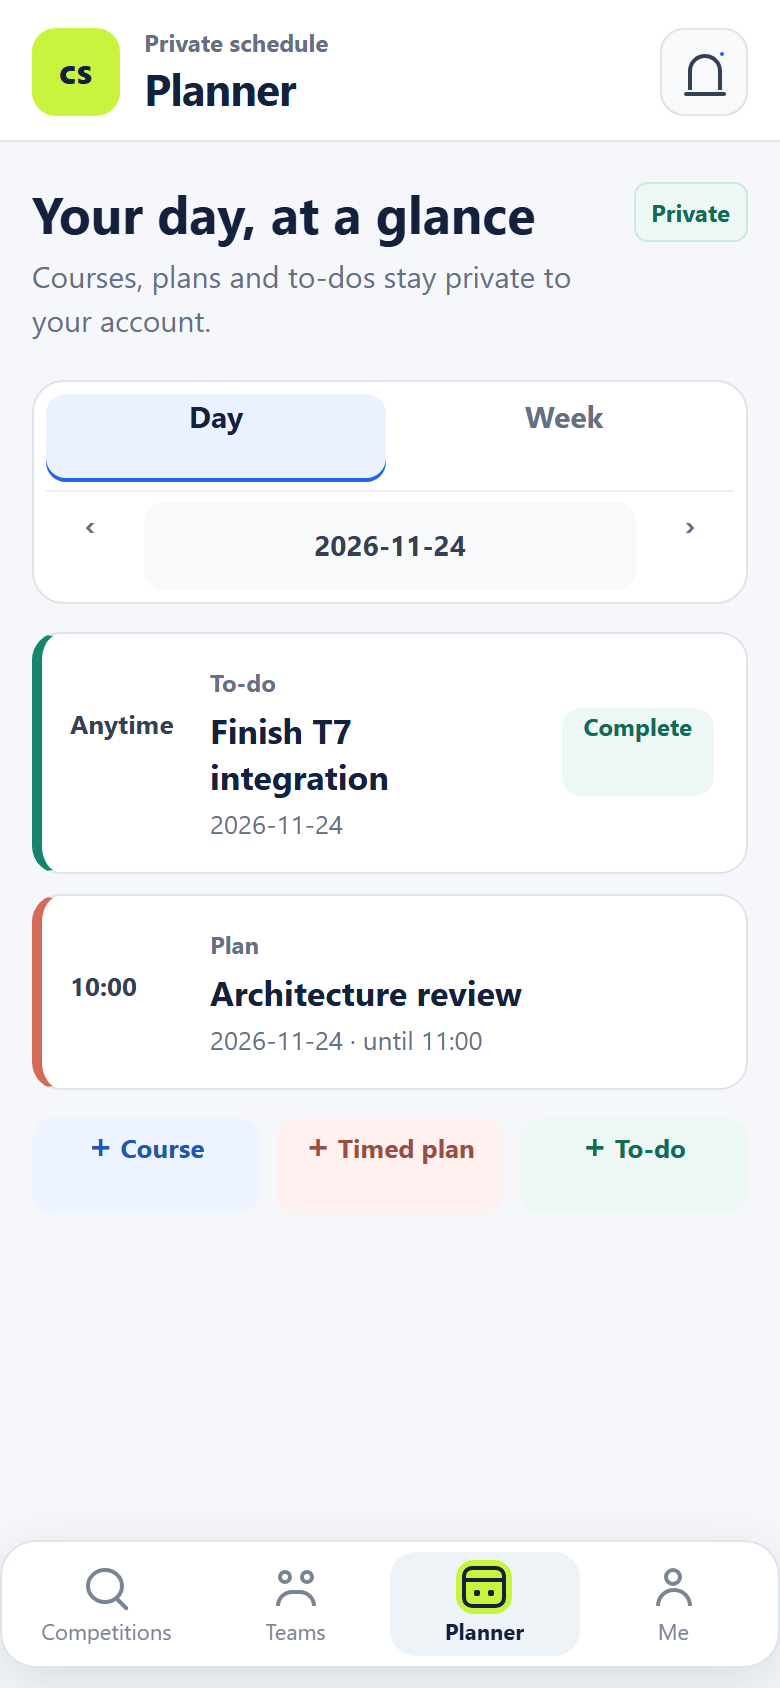 cs
Private schedule
Planner
Your day, at a glance
Private
Courses, plans and to-dos stay private to
your account.
Day
Week
‹
2026-11-24
›
To-do
Anytime
Finish T7
integration
Complete
2026-11-24
Plan
10:00
Architecture review
2026-11-24 · until 11:00
+ Course
+ Timed plan
+ To-do
Competitions
Teams
Planner
Me